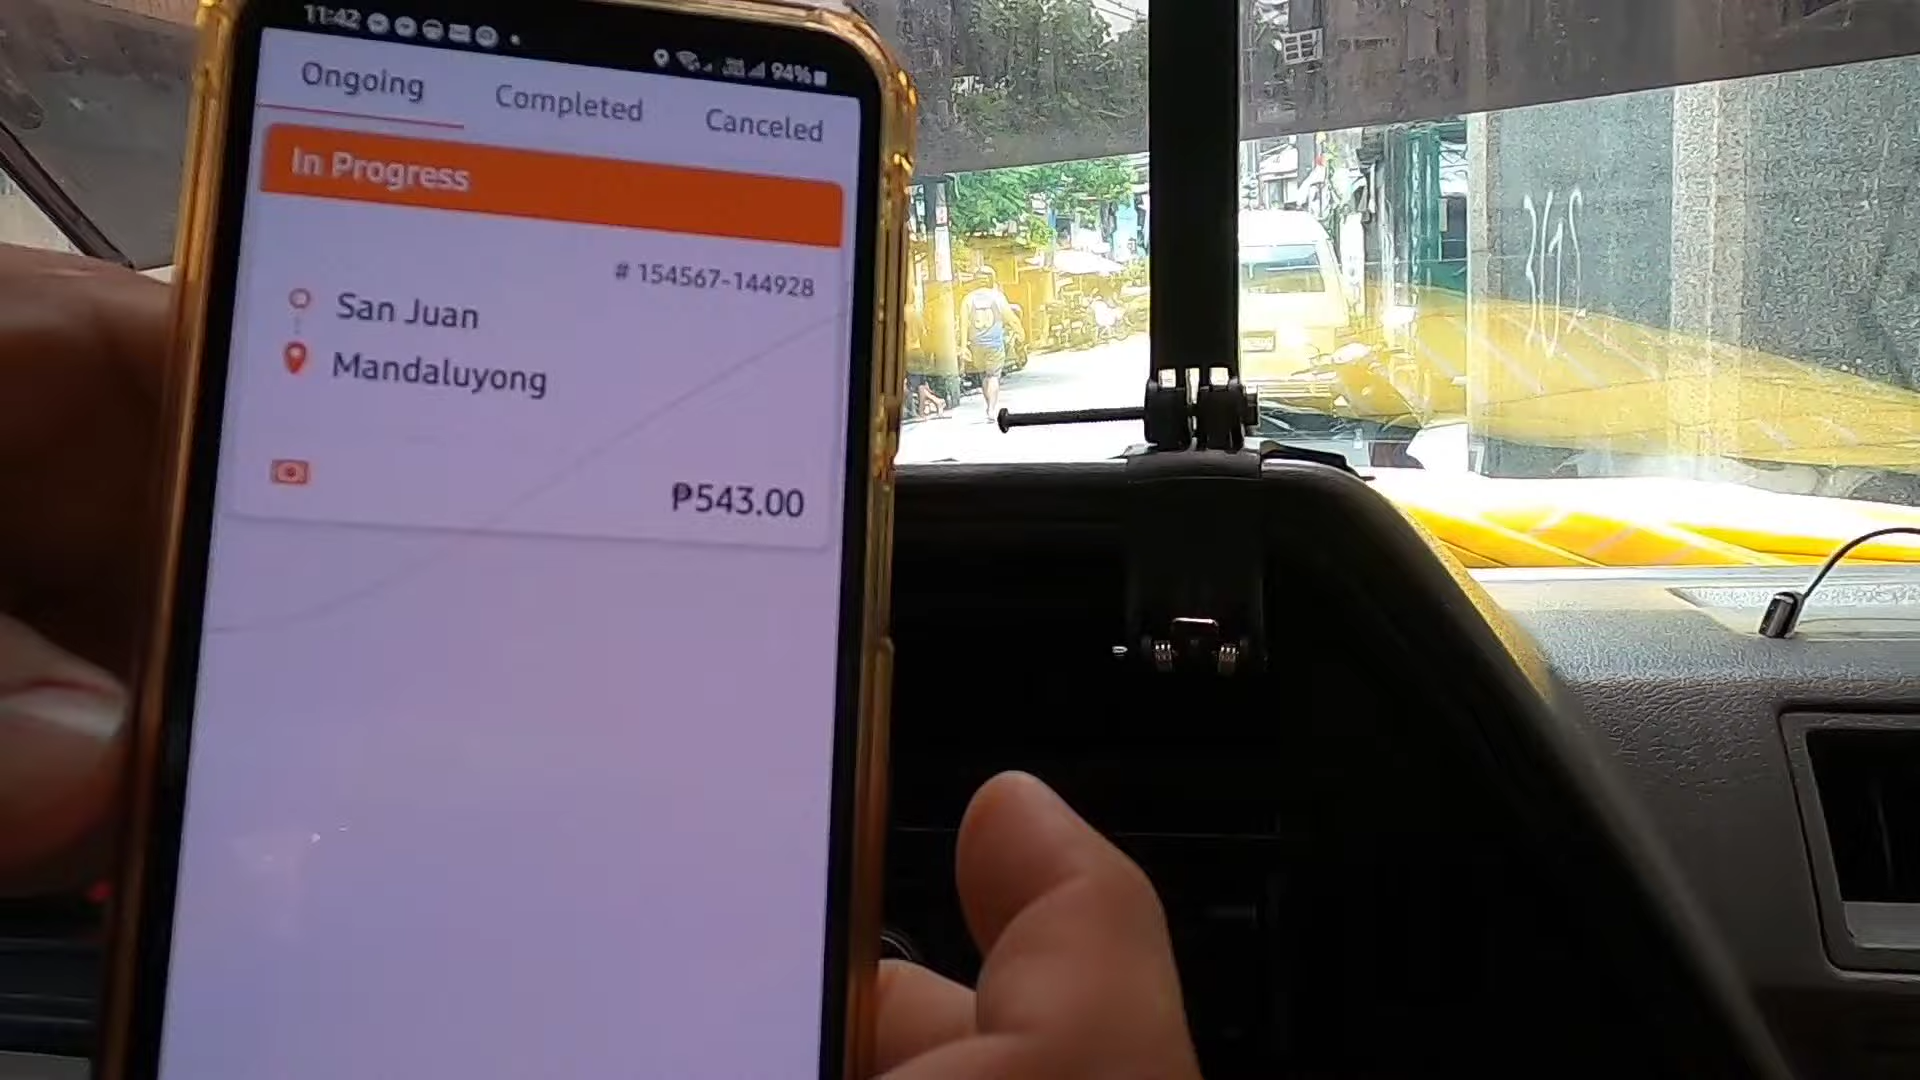 11:42
94%
Ongoing Completed Canceled
In Progress
# 154567-144928
San Juan
Mandaluyong
₱543.00